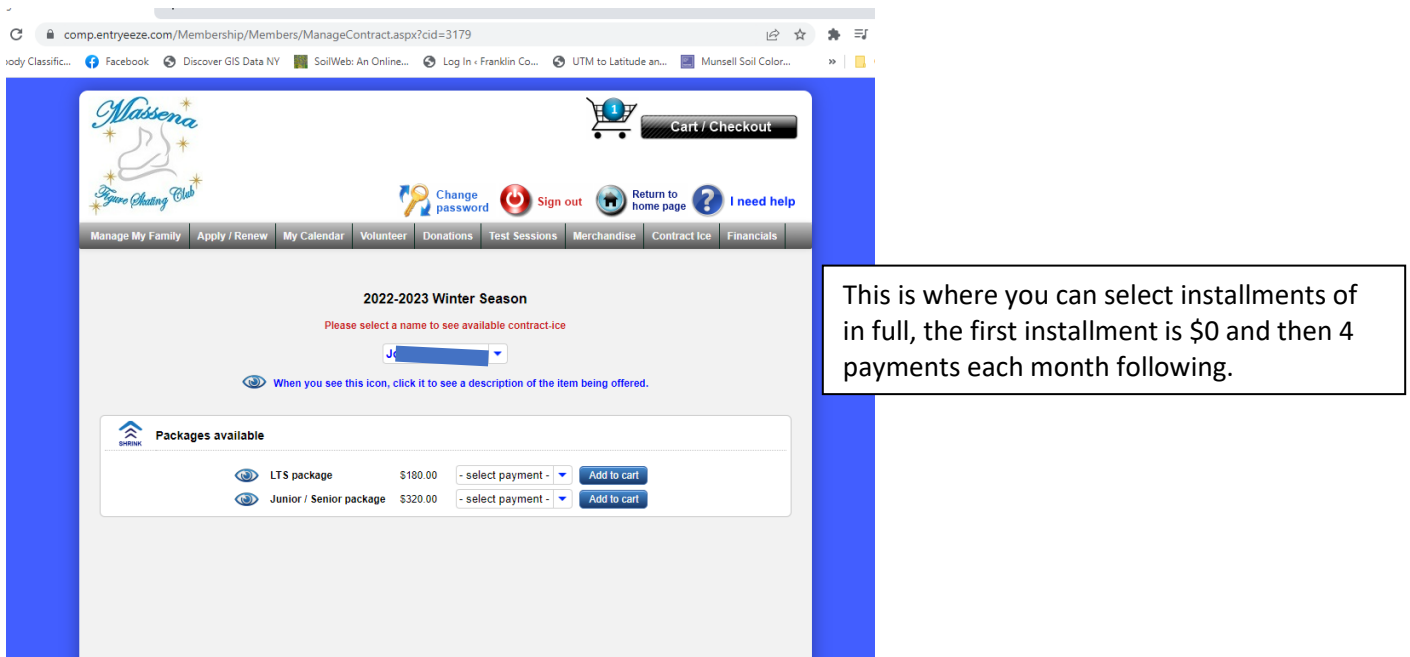 comp.entryeeze.com/Membership/Members/ManageContract.aspx?cid=3179
ody Classific... Facebook Discover GIS Data NY SoilWeb: An Online... Log In ‹ Franklin Co... UTM to Latitude an... Munsell Soil Color... »
Massena
Figure Skating Club
1
Cart / Checkout
Change password
Sign out
Return to home page
I need help
Manage My Family Apply / Renew My Calendar Volunteer Donations Test Sessions Merchandise Contract Ice Financials
2022-2023 Winter Season
Please select a name to see available contract-ice
When you see this icon, click it to see a description of the item being offered.
SHRINK Packages available
LTS package $180.00 - select payment - Add to cart
Junior / Senior package $320.00 - select payment - Add to cart
This is where you can select installments of
in full, the first installment is $0 and then 4
payments each month following.